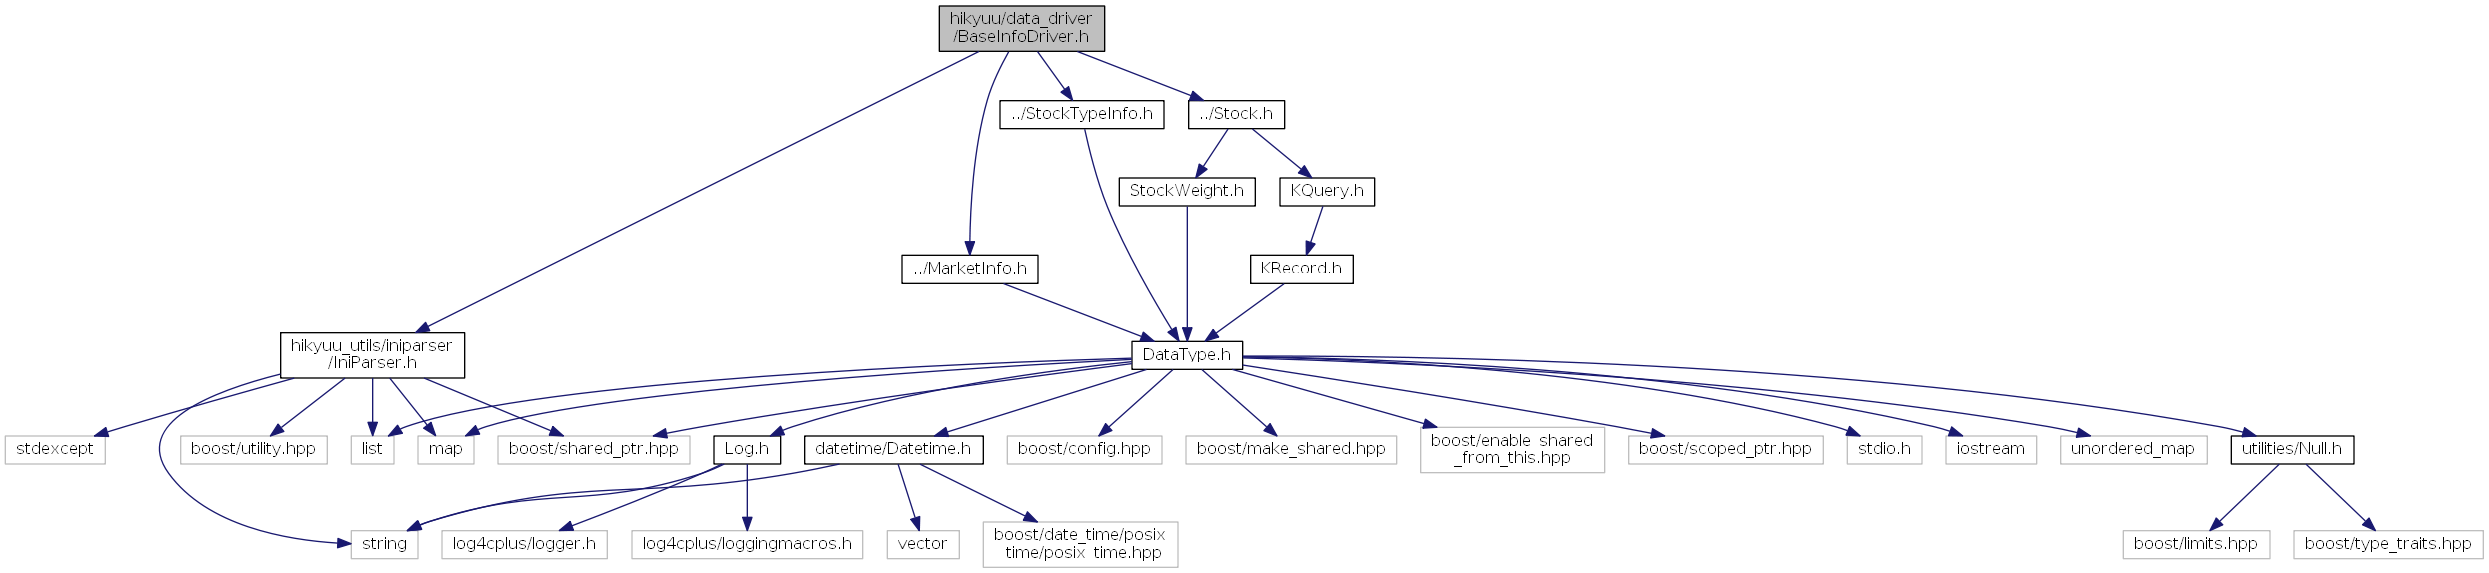 hikyuu/data_driver
/BaseInfoDriver.h
../StockTypeInfo.h
../Stock.h
StockWeight.h
KQuery.h
../MarketInfo.h
KRecord.h
hikyuu_utils/iniparser
/IniParser.h
DataType.h
stdexcept
boost/utility.hpp
list
map
boost/shared_ptr.hpp
Log.h
datetime/Datetime.h
boost/config.hpp
boost/make_shared.hpp
boost/enable_shared
_from_this.hpp
boost/scoped_ptr.hpp
stdio.h
iostream
unordered_map
utilities/Null.h
string
log4cplus/logger.h
log4cplus/loggingmacros.h
vector
boost/date_time/posix
_time/posix_time.hpp
boost/limits.hpp
boost/type_traits.hpp